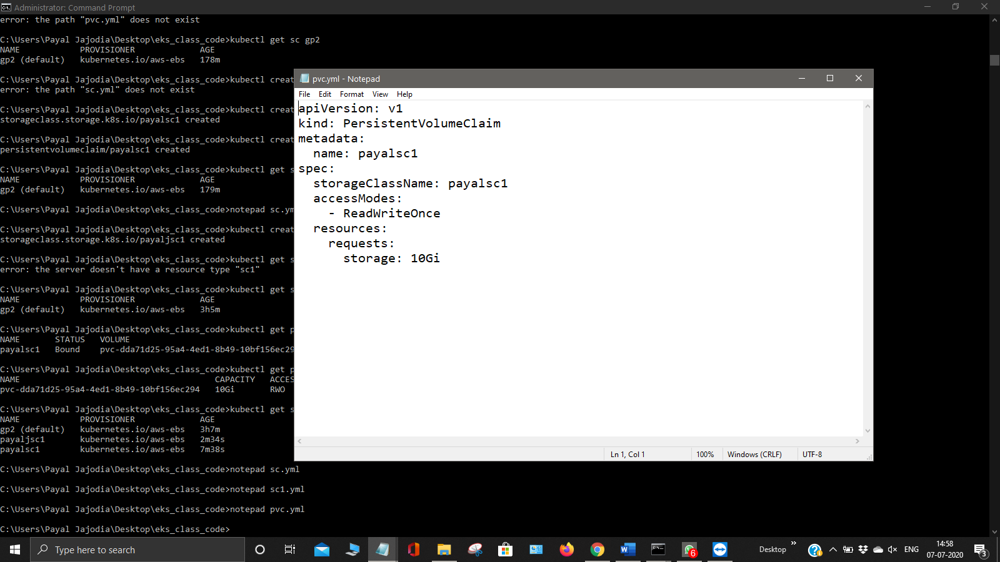 Administrator: Command Prompt
error: the path "pvc.yml" does not exist
C:\Users\Payal Jajodia\Desktop\eks_class_code>kubectl get sc gp2
NAME            PROVISIONER             AGE
gp2 (default)   kubernetes.io/aws-ebs   178m
C:\Users\Payal Jajodia\Desktop\eks_class_code>kubectl creat
error: the path "sc.yml" does not exist
C:\Users\Payal Jajodia\Desktop\eks_class_code>kubectl creat
storageclass.storage.k8s.io/payalsc1 created
C:\Users\Payal Jajodia\Desktop\eks_class_code>kubectl creat
persistentvolumeclaim/payalsc1 created
C:\Users\Payal Jajodia\Desktop\eks_class_code>kubectl get s
NAME            PROVISIONER             AGE
gp2 (default)   kubernetes.io/aws-ebs   179m
C:\Users\Payal Jajodia\Desktop\eks_class_code>notepad sc.ym
C:\Users\Payal Jajodia\Desktop\eks_class_code>kubectl creat
storageclass.storage.k8s.io/payaljsc1 created
C:\Users\Payal Jajodia\Desktop\eks_class_code>kubectl get s
error: the server doesn't have a resource type "sc1"
C:\Users\Payal Jajodia\Desktop\eks_class_code>kubectl get s
NAME            PROVISIONER             AGE
gp2 (default)   kubernetes.io/aws-ebs   3h5m
C:\Users\Payal Jajodia\Desktop\eks_class_code>kubectl get p
NAME       STATUS   VOLUME
payalsc1   Bound    pvc-dda71d25-95a4-4ed1-8b49-10bf156ec29
C:\Users\Payal Jajodia\Desktop\eks_class_code>kubectl get p
NAME                                       CAPACITY   ACCES
pvc-dda71d25-95a4-4ed1-8b49-10bf156ec294   10Gi       RWO
C:\Users\Payal Jajodia\Desktop\eks_class_code>kubectl get s
NAME            PROVISIONER             AGE
gp2 (default)   kubernetes.io/aws-ebs   3h7m
payaljsc1       kubernetes.io/aws-ebs   2m34s
payalsc1        kubernetes.io/aws-ebs   7m38s
C:\Users\Payal Jajodia\Desktop\eks_class_code>notepad sc.yml
C:\Users\Payal Jajodia\Desktop\eks_class_code>notepad sc1.yml
C:\Users\Payal Jajodia\Desktop\eks_class_code>notepad pvc.yml
C:\Users\Payal Jajodia\Desktop\eks_class_code>
pvc.yml - Notepad
File Edit Format View Help
apiVersion: v1
kind: PersistentVolumeClaim
metadata:
  name: payalsc1
spec:
  storageClassName: payalsc1
  accessModes:
    - ReadWriteOnce
  resources:
    requests:
      storage: 10Gi
Ln 1, Col 1 100% Windows (CRLF) UTF-8
Type here to search
6
Desktop
ENG
14:58
07-07-2020
3